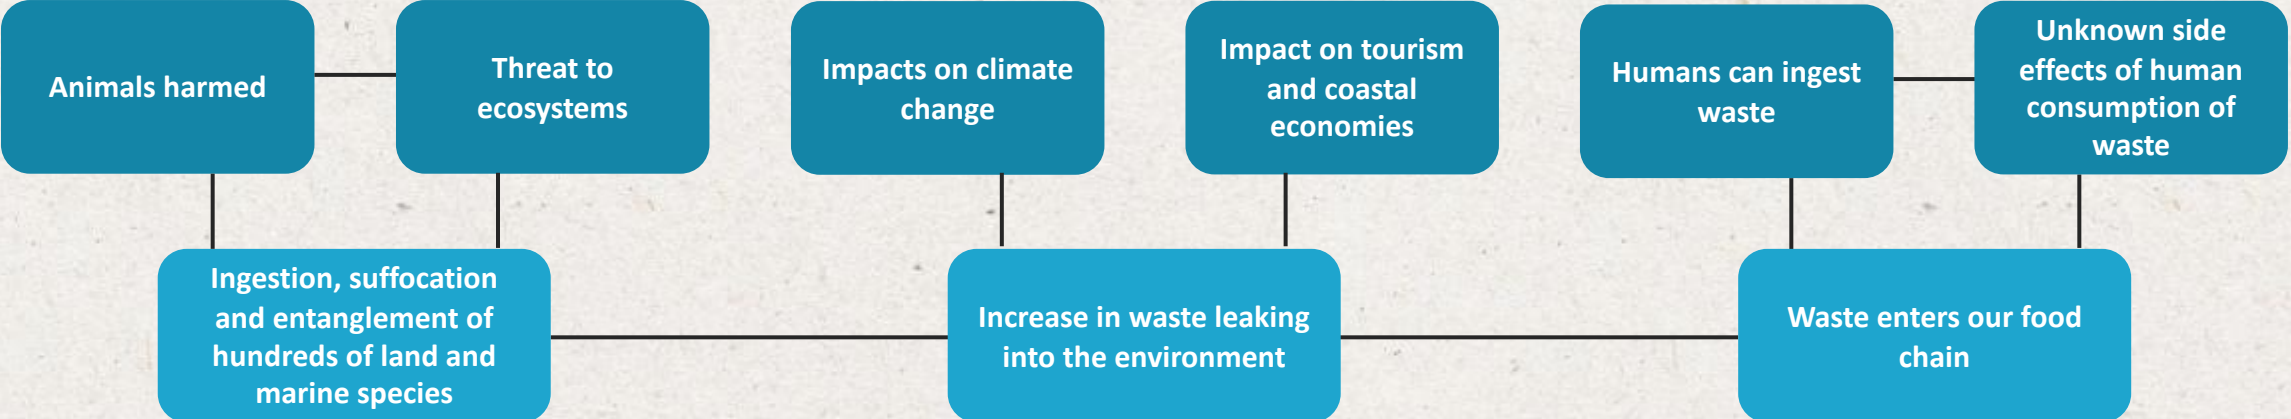 Animals harmed
Threat to
ecosystems
Impacts on climate
change
Impact on tourism
and coastal
economies
Humans can ingest
waste
Unknown side
effects of human
consumption of
waste
Ingestion, suffocation
and entanglement of
hundreds of land and
marine species
Increase in waste leaking
into the environment
Waste enters our food
chain